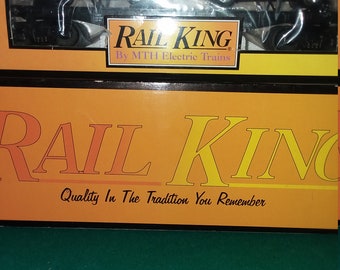 RAIL KING
By MTH Electric Trains
RAIL KING
Quality In The Tradition You Remember